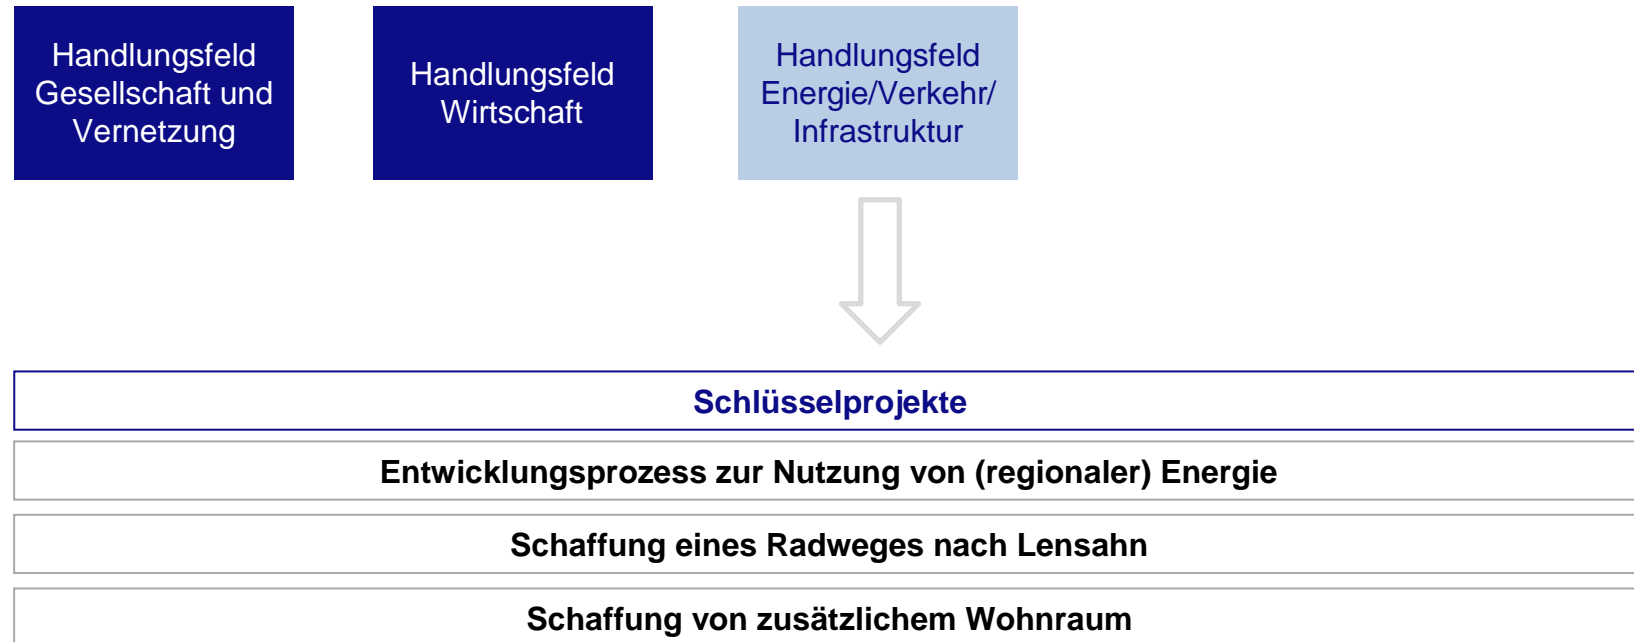 Handlungsfeld
Gesellschaft und
Vernetzung
Handlungsfeld
Wirtschaft
Handlungsfeld
Energie/Verkehr/
Infrastruktur
Schlüsselprojekte
Entwicklungsprozess zur Nutzung von (regionaler) Energie
Schaffung eines Radweges nach Lensahn
Schaffung von zusätzlichem Wohnraum